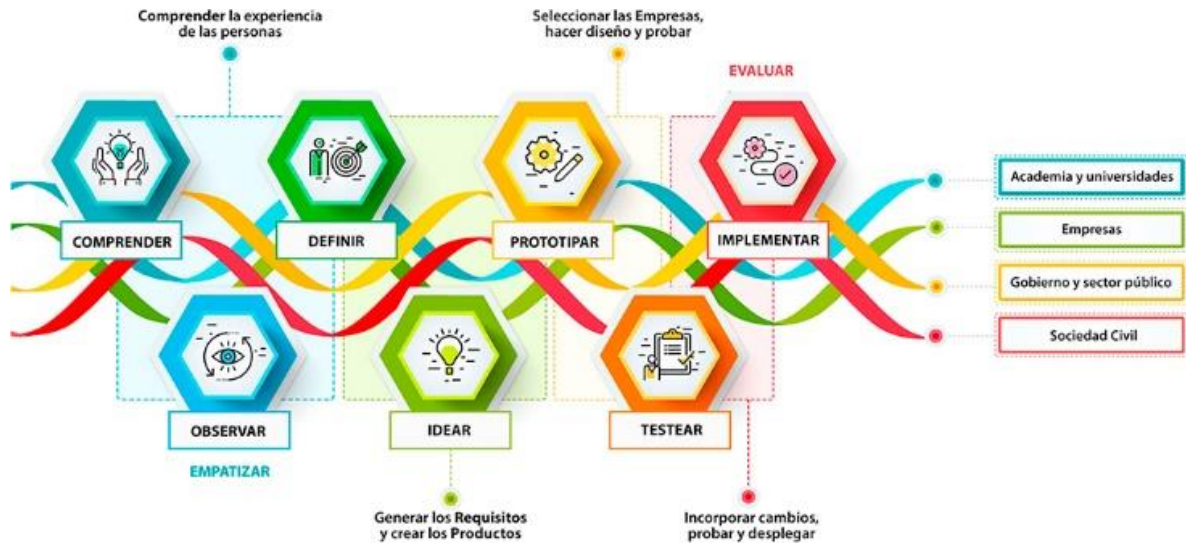 Comprender la experiencia
de las personas
Seleccionar las Empresas,
hacer diseño y probar
EVALUAR
COMPRENDER
DEFINIR
PROTOTIPAR
IMPLEMENTAR
Academia y universidades
Empresas
Gobierno y sector público
Sociedad Civil
OBSERVAR
IDEAR
TESTEAR
EMPATIZAR
Generar los Requisitos
y crear los Productos
Incorporar cambios,
probar y desplegar